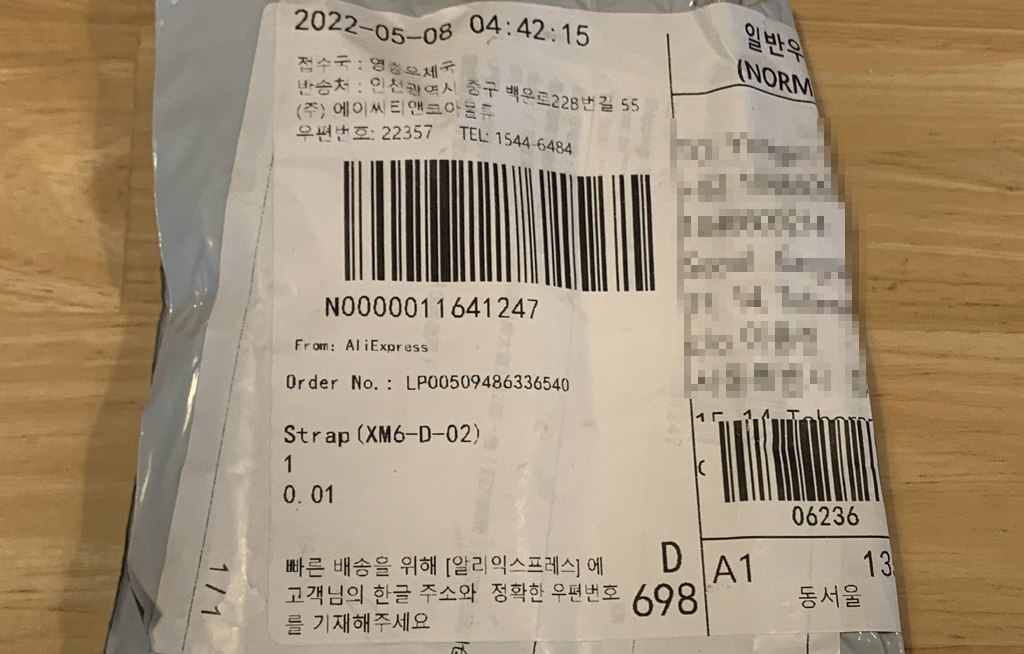 2022-05-08 04:42:15
접수국 : 영종우체국
반송처 : 인천광역시 중구 백운로228번길 55
(주) 에이씨티앤코아물류
우편번호: 22357 TEL: 1544-6484
N0000011641247
From: AliExpress
Order No.: LP00509486336540
Strap(XM6-D-02)
1
0.01
빠른 배송을 위해 [알리익스프레스] 에
고객님의 한글 주소와 정확한 우편번호
를 기재해주세요
D
698
1/1
일반우
(NORM
06236
A1 13
동서울